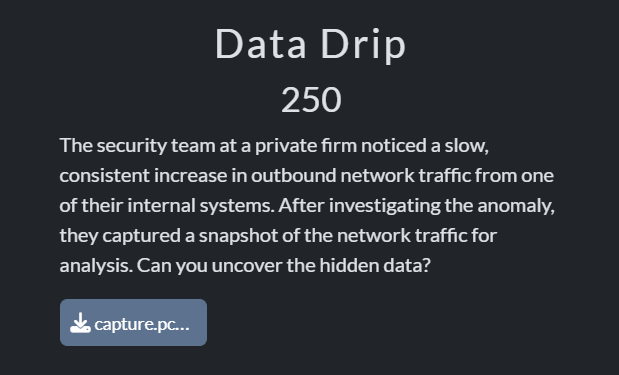 Data Drip
250
The security team at a private firm noticed a slow,
consistent increase in outbound network traffic from one
of their internal systems. After investigating the anomaly,
they captured a snapshot of the network traffic for
analysis. Can you uncover the hidden data?
capture.pc...